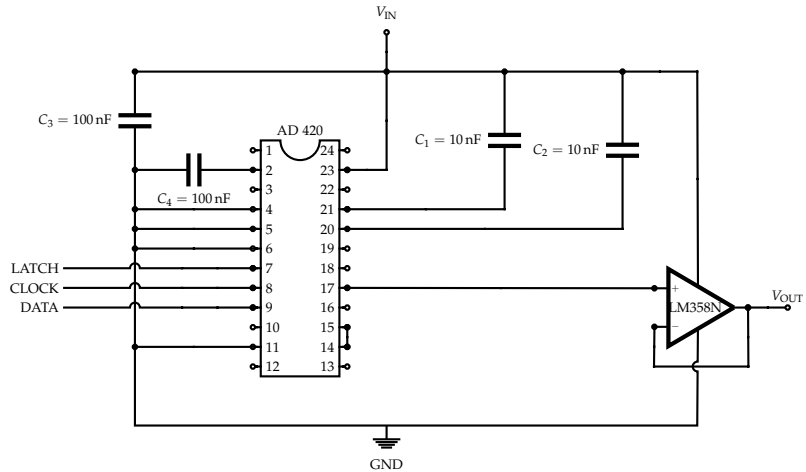 V_IN
C_3 = 100 nF
AD 420
C_1 = 10 nF
C_2 = 10 nF
C_4 = 100 nF
1 24
2 23
3 22
4 21
5 20
6 19
LATCH 7 18
CLOCK 8 17
DATA 9 16
10 15
11 14
12 13
+
LM358N
−
V_OUT
GND